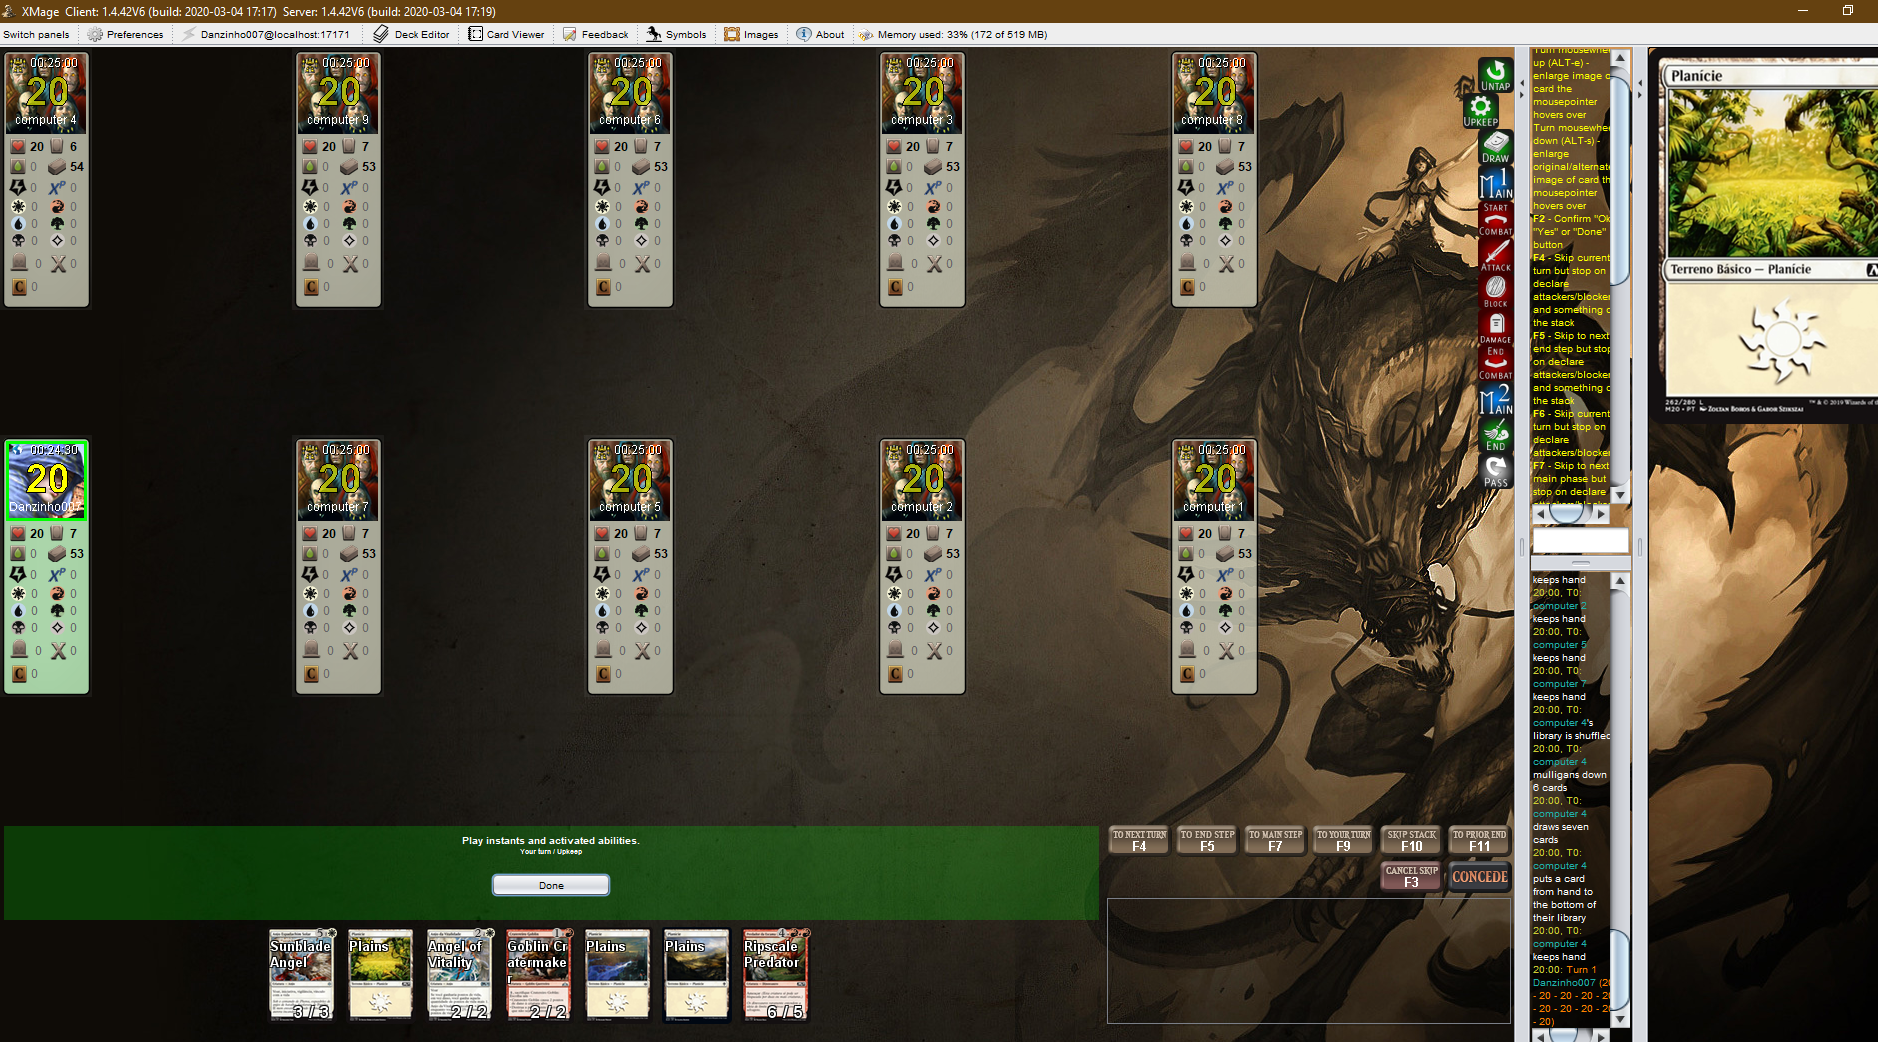 XMage Client: 1.4.42V6 (build: 2020-03-04 17:17) Server: 1.4.42V6 (build: 2020-03-04 17:19)
Switch panels Preferences Danzinho007@localhost:17171 Deck Editor Card Viewer Feedback Symbols Images About Memory used: 33% (172 of 519 MB)
00:25:00
20
computer 4
20 7 6
0 54
0 XP 0
0 0
0 0
0 0
0 X 0
C 0
00:25:00
20
computer 9
20 7
0 53
0 XP 0
0 0
0 0
0 0
0 X 0
C 0
00:25:00
20
computer 6
20 7
0 53
0 XP 0
0 0
0 0
0 0
0 X 0
C 0
00:25:00
20
computer 3
20 7
0 53
0 XP 0
0 0
0 0
0 0
0 X 0
C 0
00:25:00
20
computer 8
20 7
0 53
0 XP 0
0 0
0 0
0 0
0 X 0
C 0
00:24:30
20
Danzinho007
20 7
0 53
0 XP 0
0 0
0 0
0 0
0 X 0
C 0
00:25:00
20
computer 7
20 7
0 53
0 XP 0
0 0
0 0
0 0
0 X 0
C 0
00:25:00
20
computer 5
20 7
0 53
0 XP 0
0 0
0 0
0 0
0 X 0
C 0
00:25:00
20
computer 2
20 7
0 53
0 XP 0
0 0
0 0
0 0
0 X 0
C 0
00:25:00
20
computer 1
20 7
0 53
0 XP 0
0 0
0 0
0 0
0 X 0
C 0
UNTAP
UPKEEP
DRAW
1
MAIN
START
COMBAT
ATTACK
BLOCK
DAMAGE
END
COMBAT
2
MAIN
END
PASS
Turn mousewhee
up (ALT-e) -
enlarge image o
card the
mousepointer
hovers over
Turn mousewhee
down (ALT-s) -
enlarge
original/alternate
image of card th
mousepointer
hovers over
F2 - Confirm "Ok
"Yes" or "Done"
button
F4 - Skip current
turn but stop on
declare
attackers/blocker
and something o
the stack
F5 - Skip to next
end step but stop
on declare
attackers/blocker
and something o
the stack
F6 - Skip current
turn but stop on
declare
attackers/blocker
F7 - Skip to next
main phase but
stop on declare
keeps hand
20:00, T0:
computer 2
keeps hand
20:00, T0:
computer 5
keeps hand
20:00, T0:
computer 7
keeps hand
20:00, T0:
computer 4's
library is shuffled
20:00, T0:
computer 4
mulligans down
6 cards
20:00, T0:
computer 4
draws seven
cards
20:00, T0:
computer 4
puts a card
from hand to
the bottom of
their library
20:00, T0:
computer 4
keeps hand
20:00: Turn 1
Danzinho007 (20
- 20 - 20 - 20 - 20
- 20 - 20 - 20 - 20
- 20)
Planície
Terreno Básico — Planície
262/280 L
M20 • PT ZOLTAN BOROS & GABOR SZIKSZAI
™ & © 2019 Wizards of the
Play instants and activated abilities.
Your turn / Upkeep
Done
TO NEXT TURN
F4
TO END STEP
F5
TO MAIN STEP
F7
TO YOUR TURN
F9
SKIP STACK
F10
TO PRIOR END
F11
CANCEL SKIP
F3
CONCEDE
5
Sunblade
Angel
3 / 3
Plains
2
Angel of
Vitality
2 / 2
1
Goblin Cr
atermake
r
2 / 2
Plains
Plains
4
Ripscale
Predator
6 / 5